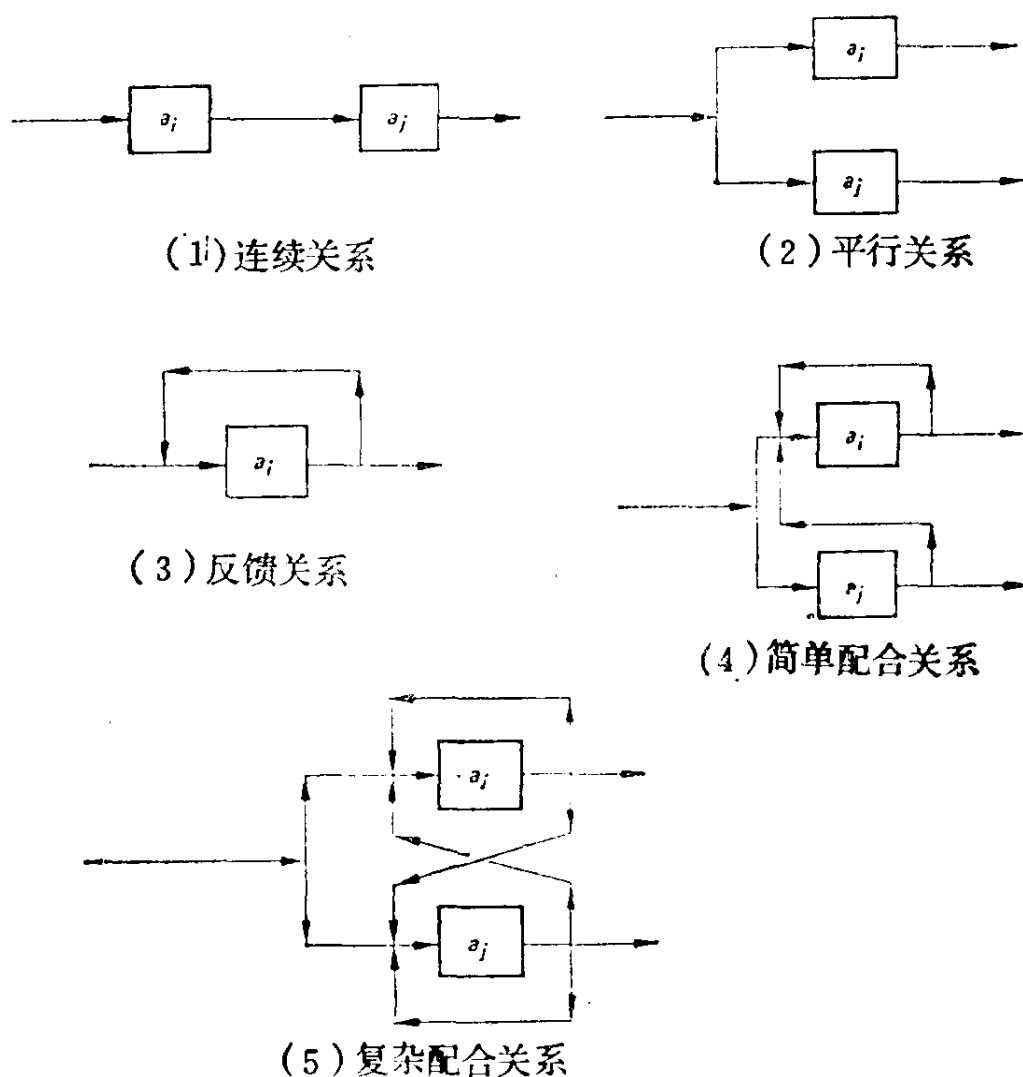 a_i
a_j
a_i
a_j
(1)连续关系
(2)平行关系
a_i
(3)反馈关系
a_i
a_j
(4)简单配合关系
a_i
a_j
(5)复杂配合关系